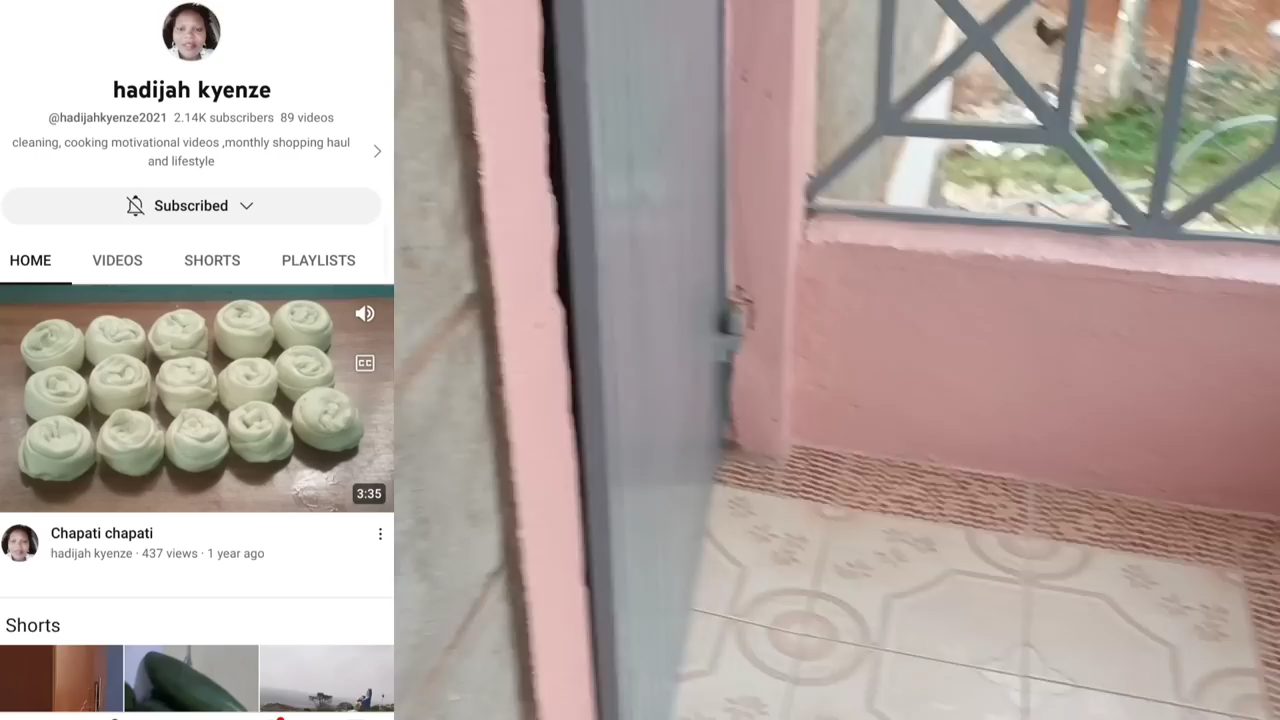 hadijah kyenze
@hadijahkyenze2021 2.14K subscribers 89 videos
cleaning, cooking motivational videos ,monthly shopping haul
and lifestyle
Subscribed
HOME VIDEOS SHORTS PLAYLISTS
CC
3:35
Chapati chapati
hadijah kyenze · 437 views · 1 year ago
Shorts